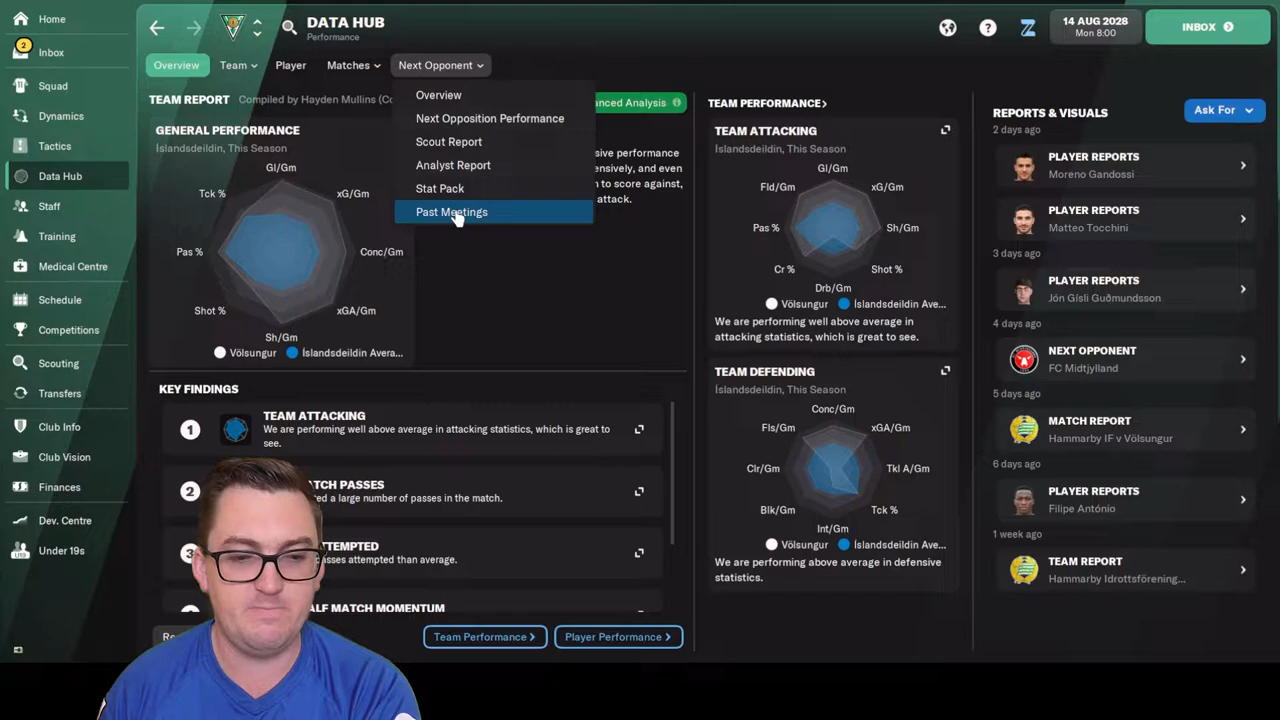 Home
2
Inbox
Squad
Dynamics
Tactics
Data Hub
Staff
Training
Medical Centre
Schedule
Competitions
Scouting
Transfers
Club Info
Club Vision
Finances
Dev. Centre
Under 19s
DATA HUB
Performance
14 AUG 2028
Mon 8:00
INBOX
Overview
Team
Player
Matches
Next Opponent
Overview
Next Opposition Performance
Scout Report
Analyst Report
Stat Pack
Past Meetings
TEAM REPORT Compiled by Hayden Mullins (Co
anced Analysis
GENERAL PERFORMANCE
Íslandsdeildin, This Season
Gl/Gm
Tck %
xG/Gm
Pas %
Conc/Gm
Shot %
xGA/Gm
Sh/Gm
Völsungur
Íslandsdeildin Avera...
sive performance
ensively, and even
n to score against,
attack.
KEY FINDINGS
1
TEAM ATTACKING
We are performing well above average in attacking statistics, which is great to
see.
2
TCH PASSES
ted a large number of passes in the match.
3
ATTEMPTED
asses attempted than average.
ALF MATCH MOMENTUM
Team Performance
Player Performance
TEAM PERFORMANCE
TEAM ATTACKING
Íslandsdeildin, This Season
Gl/Gm
Fld/Gm
xG/Gm
Pas %
Sh/Gm
Cr %
Shot %
Drb/Gm
Völsungur
Íslandsdeildin Ave...
We are performing well above average in
attacking statistics, which is great to see.
TEAM DEFENDING
Íslandsdeildin, This Season
Conc/Gm
Fls/Gm
xGA/Gm
Clr/Gm
Tkl A/Gm
Blk/Gm
Tck %
Int/Gm
Völsungur
Íslandsdeildin Ave...
We are performing above average in defensive
statistics.
REPORTS & VISUALS
Ask For
2 days ago
PLAYER REPORTS
Moreno Gandossi
PLAYER REPORTS
Matteo Tocchini
3 days ago
PLAYER REPORTS
Jón Gísli Guðmundsson
4 days ago
NEXT OPPONENT
FC Midtjylland
5 days ago
MATCH REPORT
Hammarby IF v Völsungur
6 days ago
PLAYER REPORTS
Filipe António
1 week ago
TEAM REPORT
Hammarby Idrottsförening...